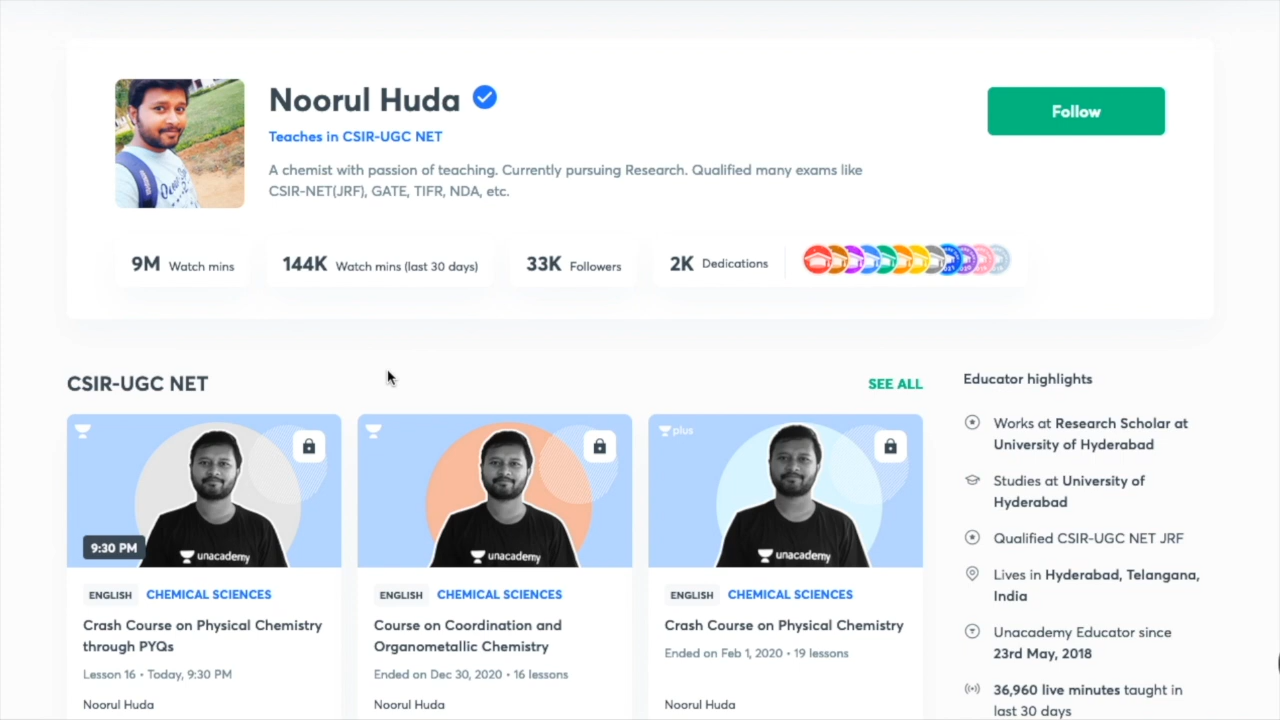 Noorul Huda
Follow
Teaches in CSIR-UGC NET
A chemist with passion of teaching. Currently pursuing Research. Qualified many exams like
CSIR-NET(JRF), GATE, TIFR, NDA, etc.
9M Watch mins
144K Watch mins (last 30 days)
33K Followers
2K Dedications
CSIR-UGC NET
SEE ALL
9:30 PM
unacademy
ENGLISH CHEMICAL SCIENCES
Crash Course on Physical Chemistry
through PYQs
Lesson 16 • Today, 9:30 PM
Noorul Huda
unacademy
ENGLISH CHEMICAL SCIENCES
Course on Coordination and
Organometallic Chemistry
Ended on Dec 30, 2020 • 16 lessons
Noorul Huda
plus
unacademy
ENGLISH CHEMICAL SCIENCES
Crash Course on Physical Chemistry
Ended on Feb 1, 2020 • 19 lessons
Noorul Huda
Educator highlights
Works at Research Scholar at
University of Hyderabad
Studies at University of
Hyderabad
Qualified CSIR-UGC NET JRF
Lives in Hyderabad, Telangana,
India
Unacademy Educator since
23rd May, 2018
36,960 live minutes taught in
last 30 days